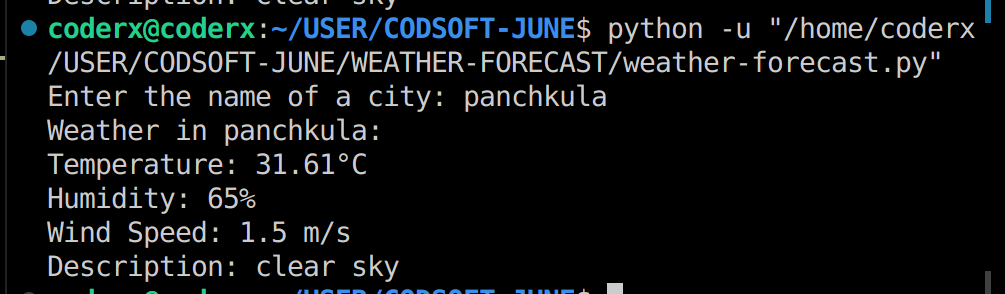 Description: clear sky
coderx@coderx:~/USER/CODSOFT-JUNE$ python -u "/home/coderx
/USER/CODSOFT-JUNE/WEATHER-FORECAST/weather-forecast.py"
Enter the name of a city: panchkula
Weather in panchkula:
Temperature: 31.61°C
Humidity: 65%
Wind Speed: 1.5 m/s
Description: clear sky
coderx@coderx:~/USER/CODSOFT-JUNE$